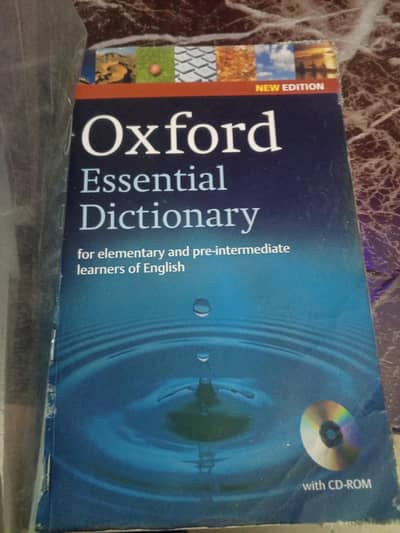 NEW EDITION
Oxford
Essential
Dictionary
for elementary and pre-intermediate
learners of English
with CD-ROM